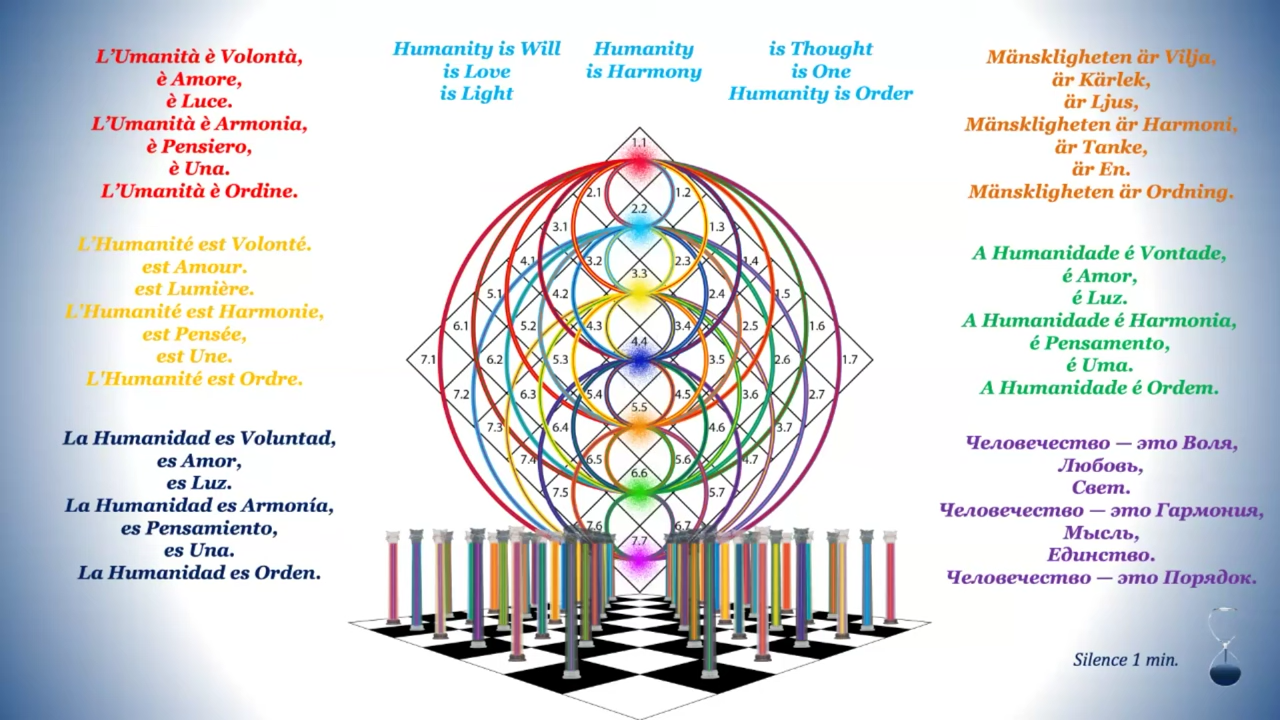 L’Umanità è Volontà,
è Amore,
è Luce.
L’Umanità è Armonia,
è Pensiero,
è Una.
L’Umanità è Ordine.
L’Humanité est Volonté.
est Amour.
est Lumière.
L’Humanité est Harmonie,
est Pensée,
est Une.
L'Humanité est Ordre.
La Humanidad es Voluntad,
es Amor,
es Luz.
La Humanidad es Armonía,
es Pensamiento,
es Una.
La Humanidad es Orden.
Humanity is Will
is Love
is Light
Humanity
is Harmony
is Thought
is One
Humanity is Order
1.1
2.1 1.2
2.2
3.1 1.3
4.1 3.2 2.3 1.4
3.3
5.1 4.2 2.4 1.5
6.1 5.2 4.3 3.4 2.5 1.6
4.4
7.1 6.2 5.3 3.5 2.6 1.7
7.2 6.3 5.4 4.5 3.6 2.7
5.5
7.3 6.4 4.6 3.7
7.4 6.5 5.6 4.7
6.6
7.5 5.7
7.6 6.7
7.7
Mänskligheten är Vilja,
är Kärlek,
är Ljus,
Mänskligheten är Harmoni,
är Tanke,
är En.
Mänskligheten är Ordning.
A Humanidade é Vontade,
é Amor,
é Luz.
A Humanidade é Harmonia,
é Pensamento,
é Uma.
A Humanidade é Ordem.
Человечество — это Воля,
Любовь,
Свет.
Человечество — это Гармония,
Мысль,
Единство.
Человечество — это Порядок.
Silence 1 min.